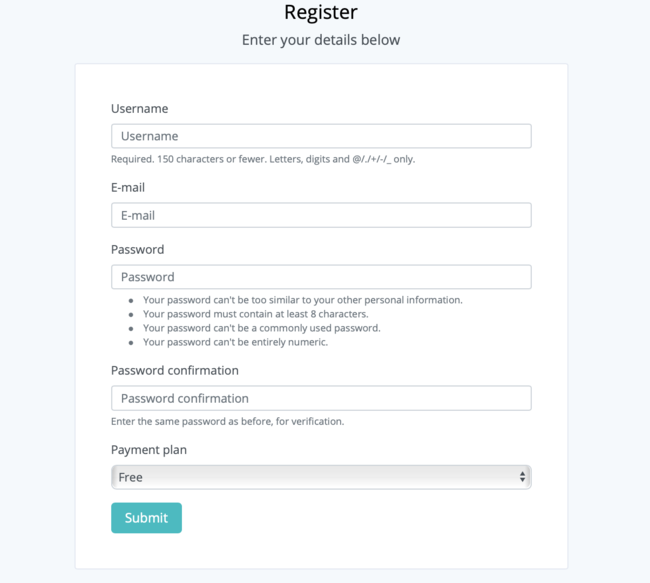 Register
Enter your details below
Username
Username
Required. 150 characters or fewer. Letters, digits and @/./+/-/_ only.
E-mail
E-mail
Password
Password
• Your password can't be too similar to your other personal information.
• Your password must contain at least 8 characters.
• Your password can't be a commonly used password.
• Your password can't be entirely numeric.
Password confirmation
Password confirmation
Enter the same password as before, for verification.
Payment plan
Free
Submit